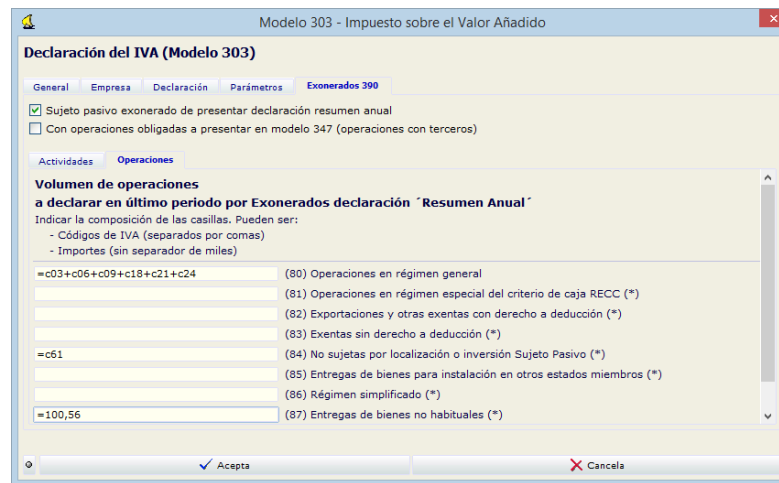 Modelo 303 - Impuesto sobre el Valor Añadido
Declaración del IVA (Modelo 303)
General Empresa Declaración Parámetros Exonerados 390
Sujeto pasivo exonerado de presentar declaración resumen anual
Con operaciones obligadas a presentar en modelo 347 (operaciones con terceros)
Actividades Operaciones
Volumen de operaciones
a declarar en último periodo por Exonerados declaración ´Resumen Anual´
Indicar la composición de las casillas. Pueden ser:
- Códigos de IVA (separados por comas)
- Importes (sin separador de miles)
=c03+c06+c09+c18+c21+c24 (80) Operaciones en régimen general
(81) Operaciones en régimen especial del criterio de caja RECC (*)
(82) Exportaciones y otras exentas con derecho a deducción (*)
(83) Exentas sin derecho a deducción (*)
=c61 (84) No sujetas por localización o inversión Sujeto Pasivo (*)
(85) Entregas de bienes para instalación en otros estados miembros (*)
(86) Régimen simplificado (*)
=100,56 (87) Entregas de bienes no habituales (*)
Acepta Cancela